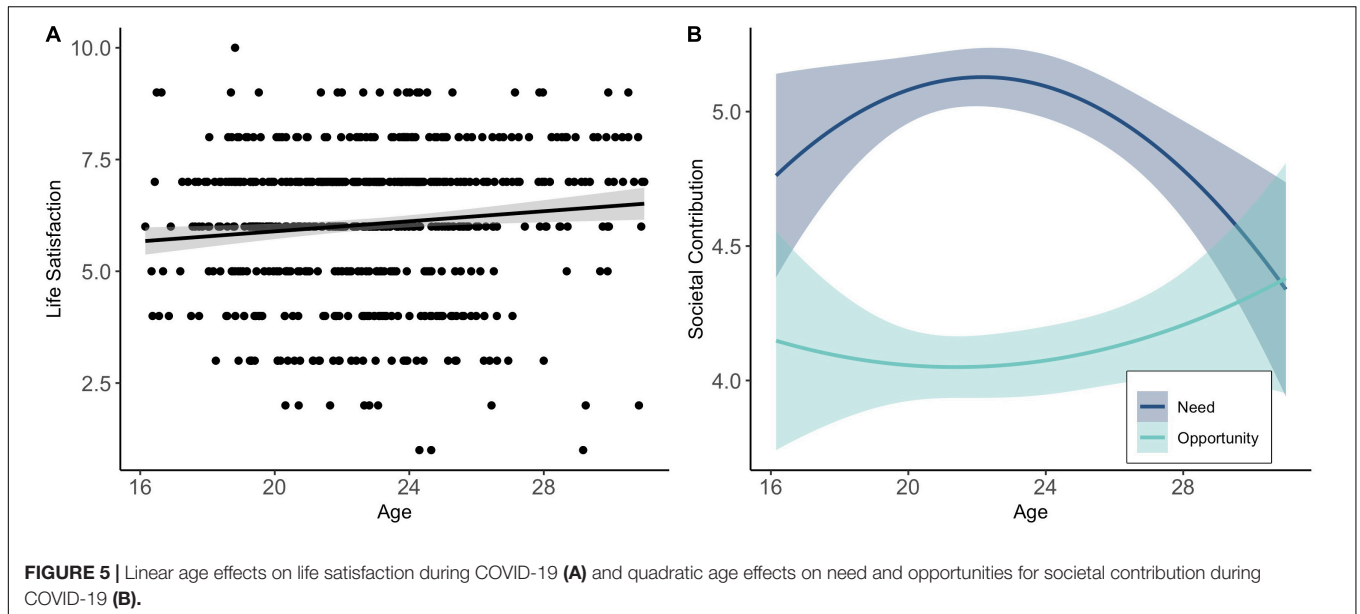 A
10.0
7.5
5.0
2.5
Life Satisfaction
16 20 24 28
Age
B
5.0
4.5
4.0
Societal Contribution
Need
Opportunity
16 20 24 28
Age
FIGURE 5 | Linear age effects on life satisfaction during COVID-19 (A) and quadratic age effects on need and opportunities for societal contribution during
COVID-19 (B).